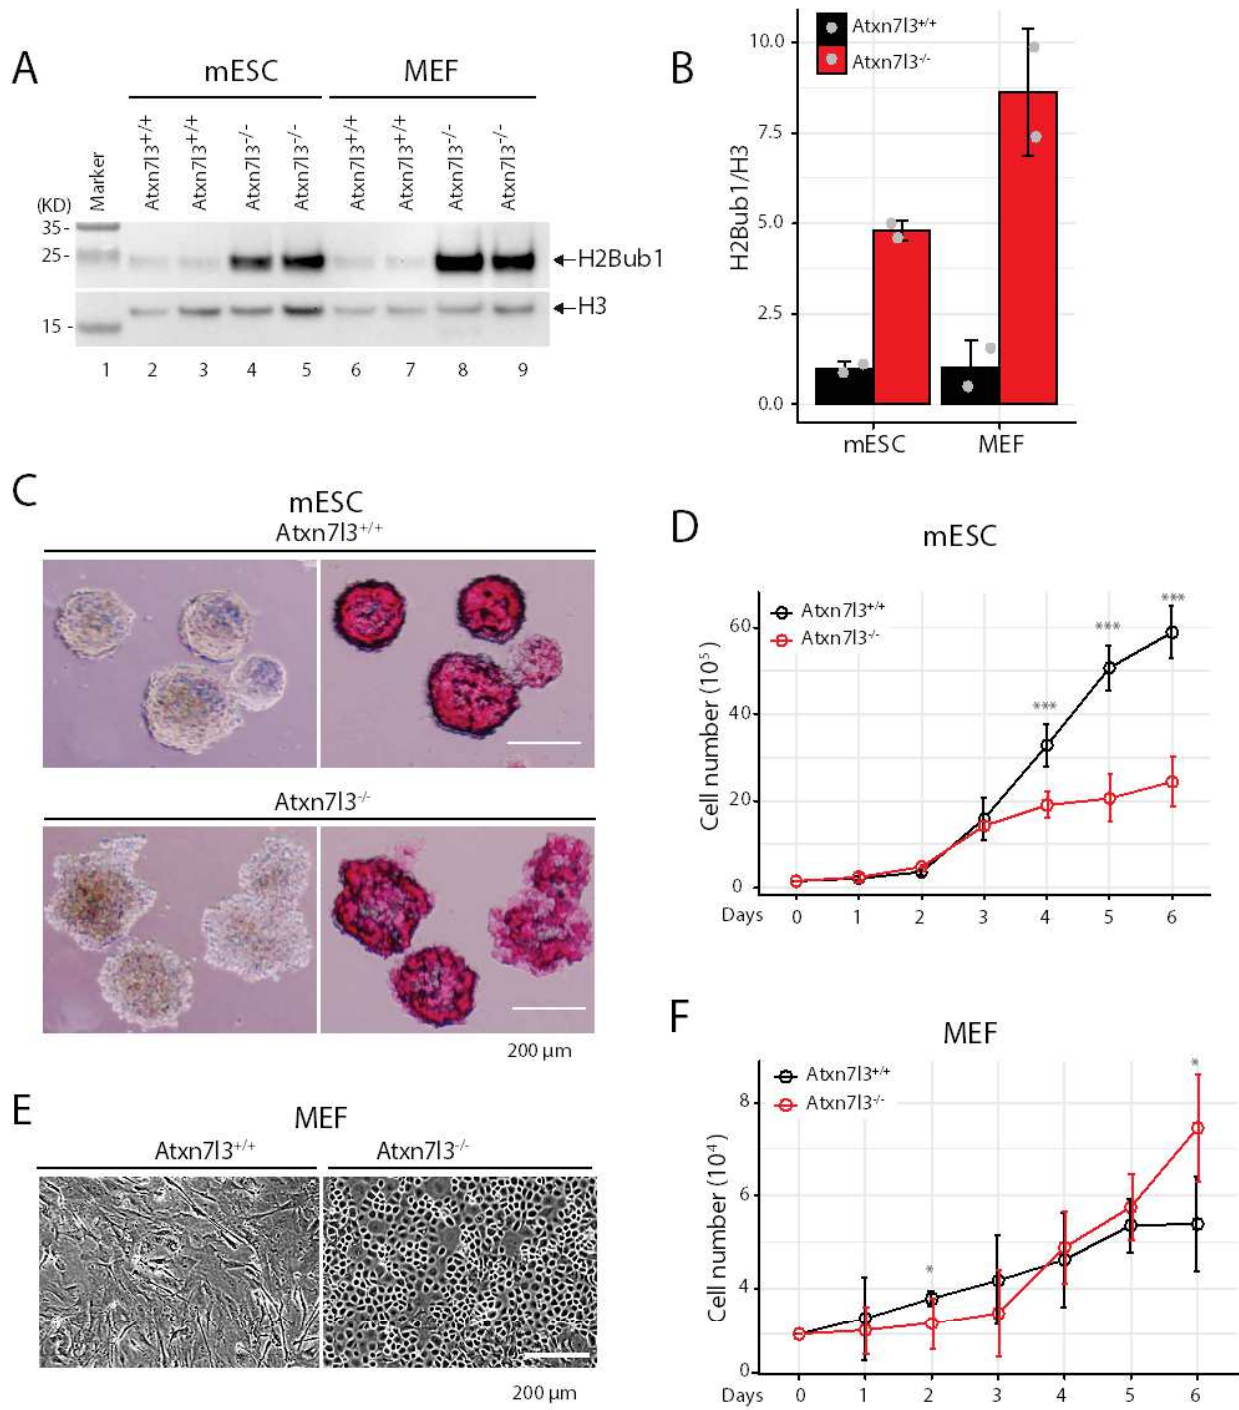 A
mESC
MEF
Marker
Atxn7l3+/+
Atxn7l3+/+
Atxn7l3-/-
Atxn7l3-/-
Atxn7l3+/+
Atxn7l3+/+
Atxn7l3-/-
Atxn7l3-/-
(KD)
35-
25-
15 -
H2Bub1
H3
1 2 3 4 5 6 7 8 9
B
Atxn7l3+/+
Atxn7l3-/-
H2Bub1/H3
10.0
7.5
5.0
2.5
0.0
mESC MEF
C
mESC
Atxn7l3+/+
Atxn7l3-/-
200 µm
D
mESC
Atxn7l3+/+
Atxn7l3-/-
***
***
***
Cell number (10⁵)
60
40
20
0
Days 0 1 2 3 4 5 6
E
MEF
Atxn7l3+/+ Atxn7l3-/-
200 µm
F
MEF
Atxn7l3+/+
Atxn7l3-/-
*
*
Cell number (10⁴)
8
6
4
0
Days 0 1 2 3 4 5 6